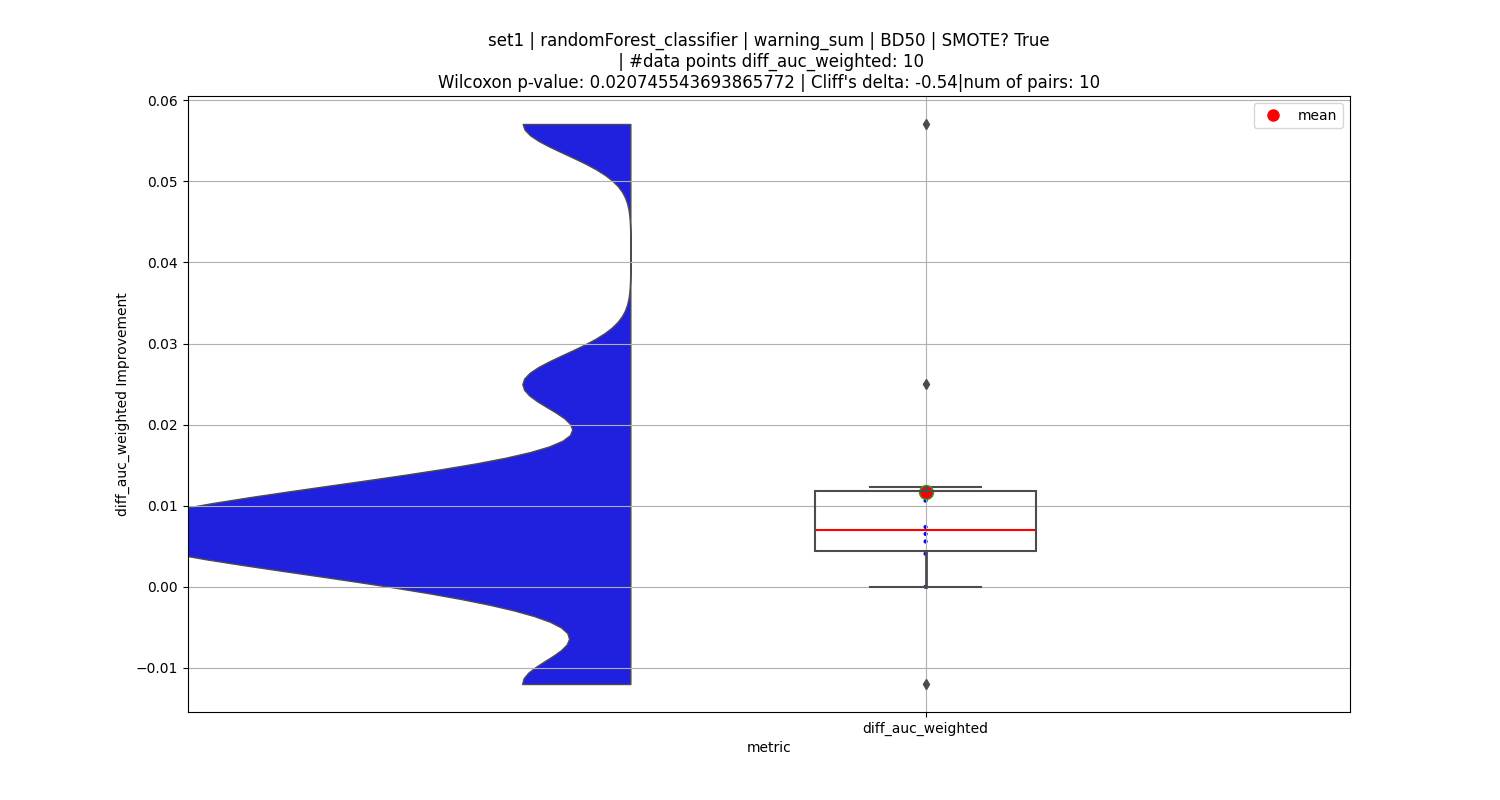 set1 | randomForest_classifier | warning_sum | BD50 | SMOTE? True
| #data points diff_auc_weighted: 10
Wilcoxon p-value: 0.020745543693865772 | Cliff's delta: -0.54|num of pairs: 10
mean
0.06
0.05
0.04
0.03
0.02
0.01
0.00
−0.01
diff_auc_weighted Improvement
diff_auc_weighted
metric